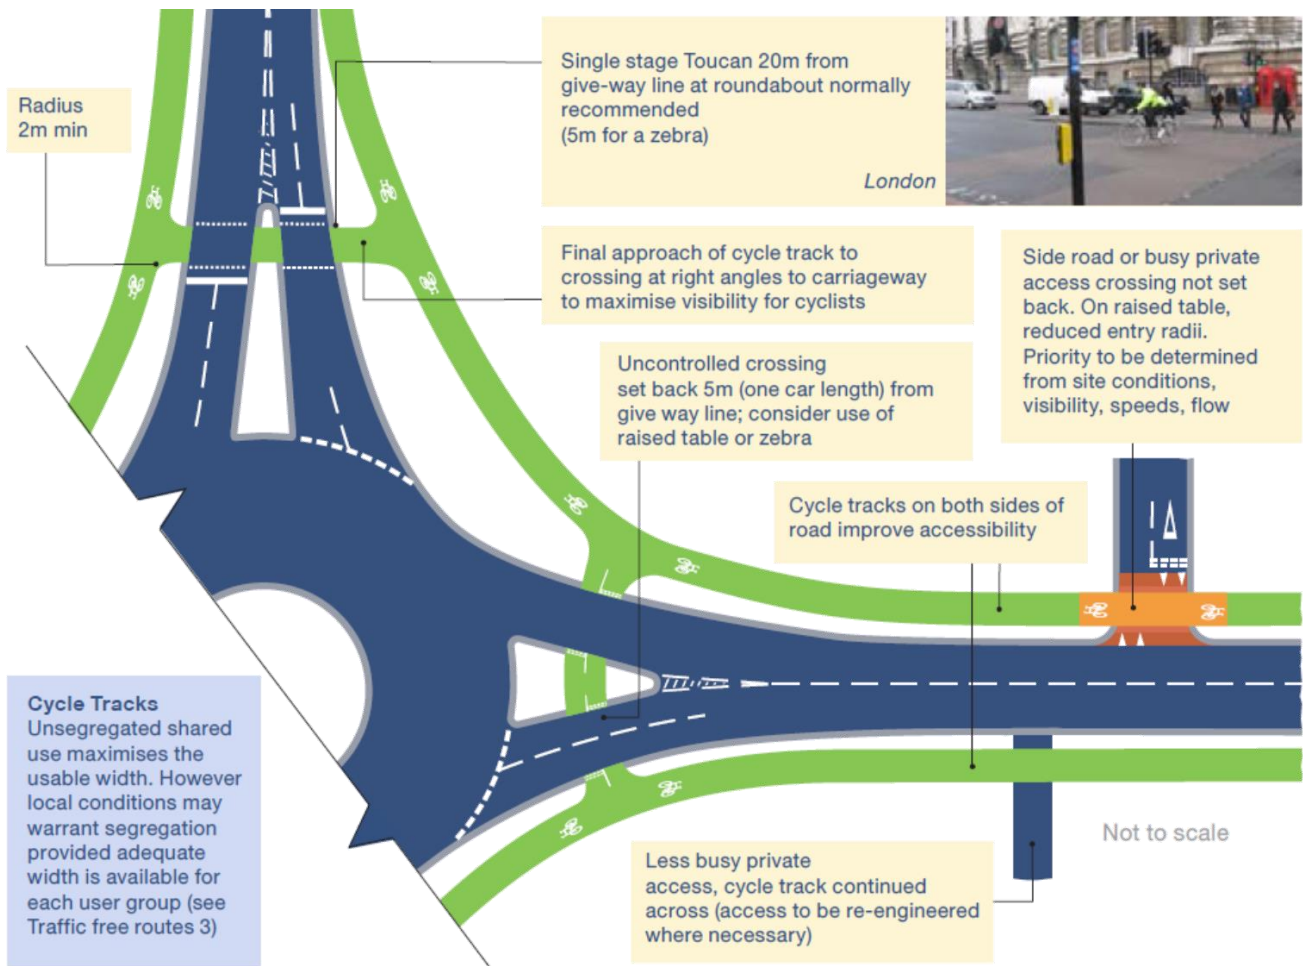 Radius
2m min
Single stage Toucan 20m from
give-way line at roundabout normally
recommended
(5m for a zebra)
London
Final approach of cycle track to
crossing at right angles to carriageway
to maximise visibility for cyclists
Side road or busy private
access crossing not set
back. On raised table,
reduced entry radii.
Priority to be determined
from site conditions,
visibility, speeds, flow
Uncontrolled crossing
set back 5m (one car length) from
give way line; consider use of
raised table or zebra
Cycle tracks on both sides of
road improve accessibility
Cycle Tracks
Unsegregated shared
use maximises the
usable width. However
local conditions may
warrant segregation
provided adequate
width is available for
each user group (see
Traffic free routes 3)
Less busy private
access, cycle track continued
across (access to be re-engineered
where necessary)
Not to scale